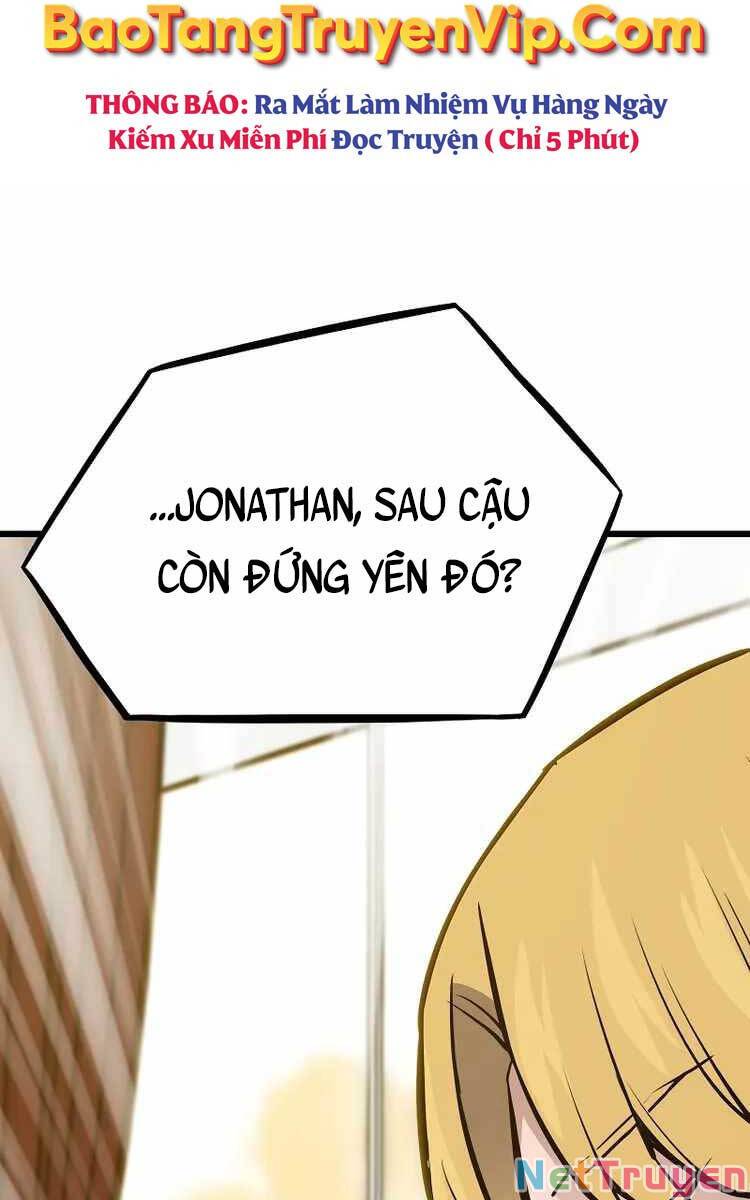 BaoTangTruyenVip.Com
THÔNG BÁO: Ra Mắt Làm Nhiệm Vụ Hàng Ngày
Kiếm Xu Miễn Phí Đọc Truyện ( Chỉ 5 Phút)
...JONATHAN, SAU CẬU
CÒN ĐỨNG YÊN ĐÓ?
NetTruyen